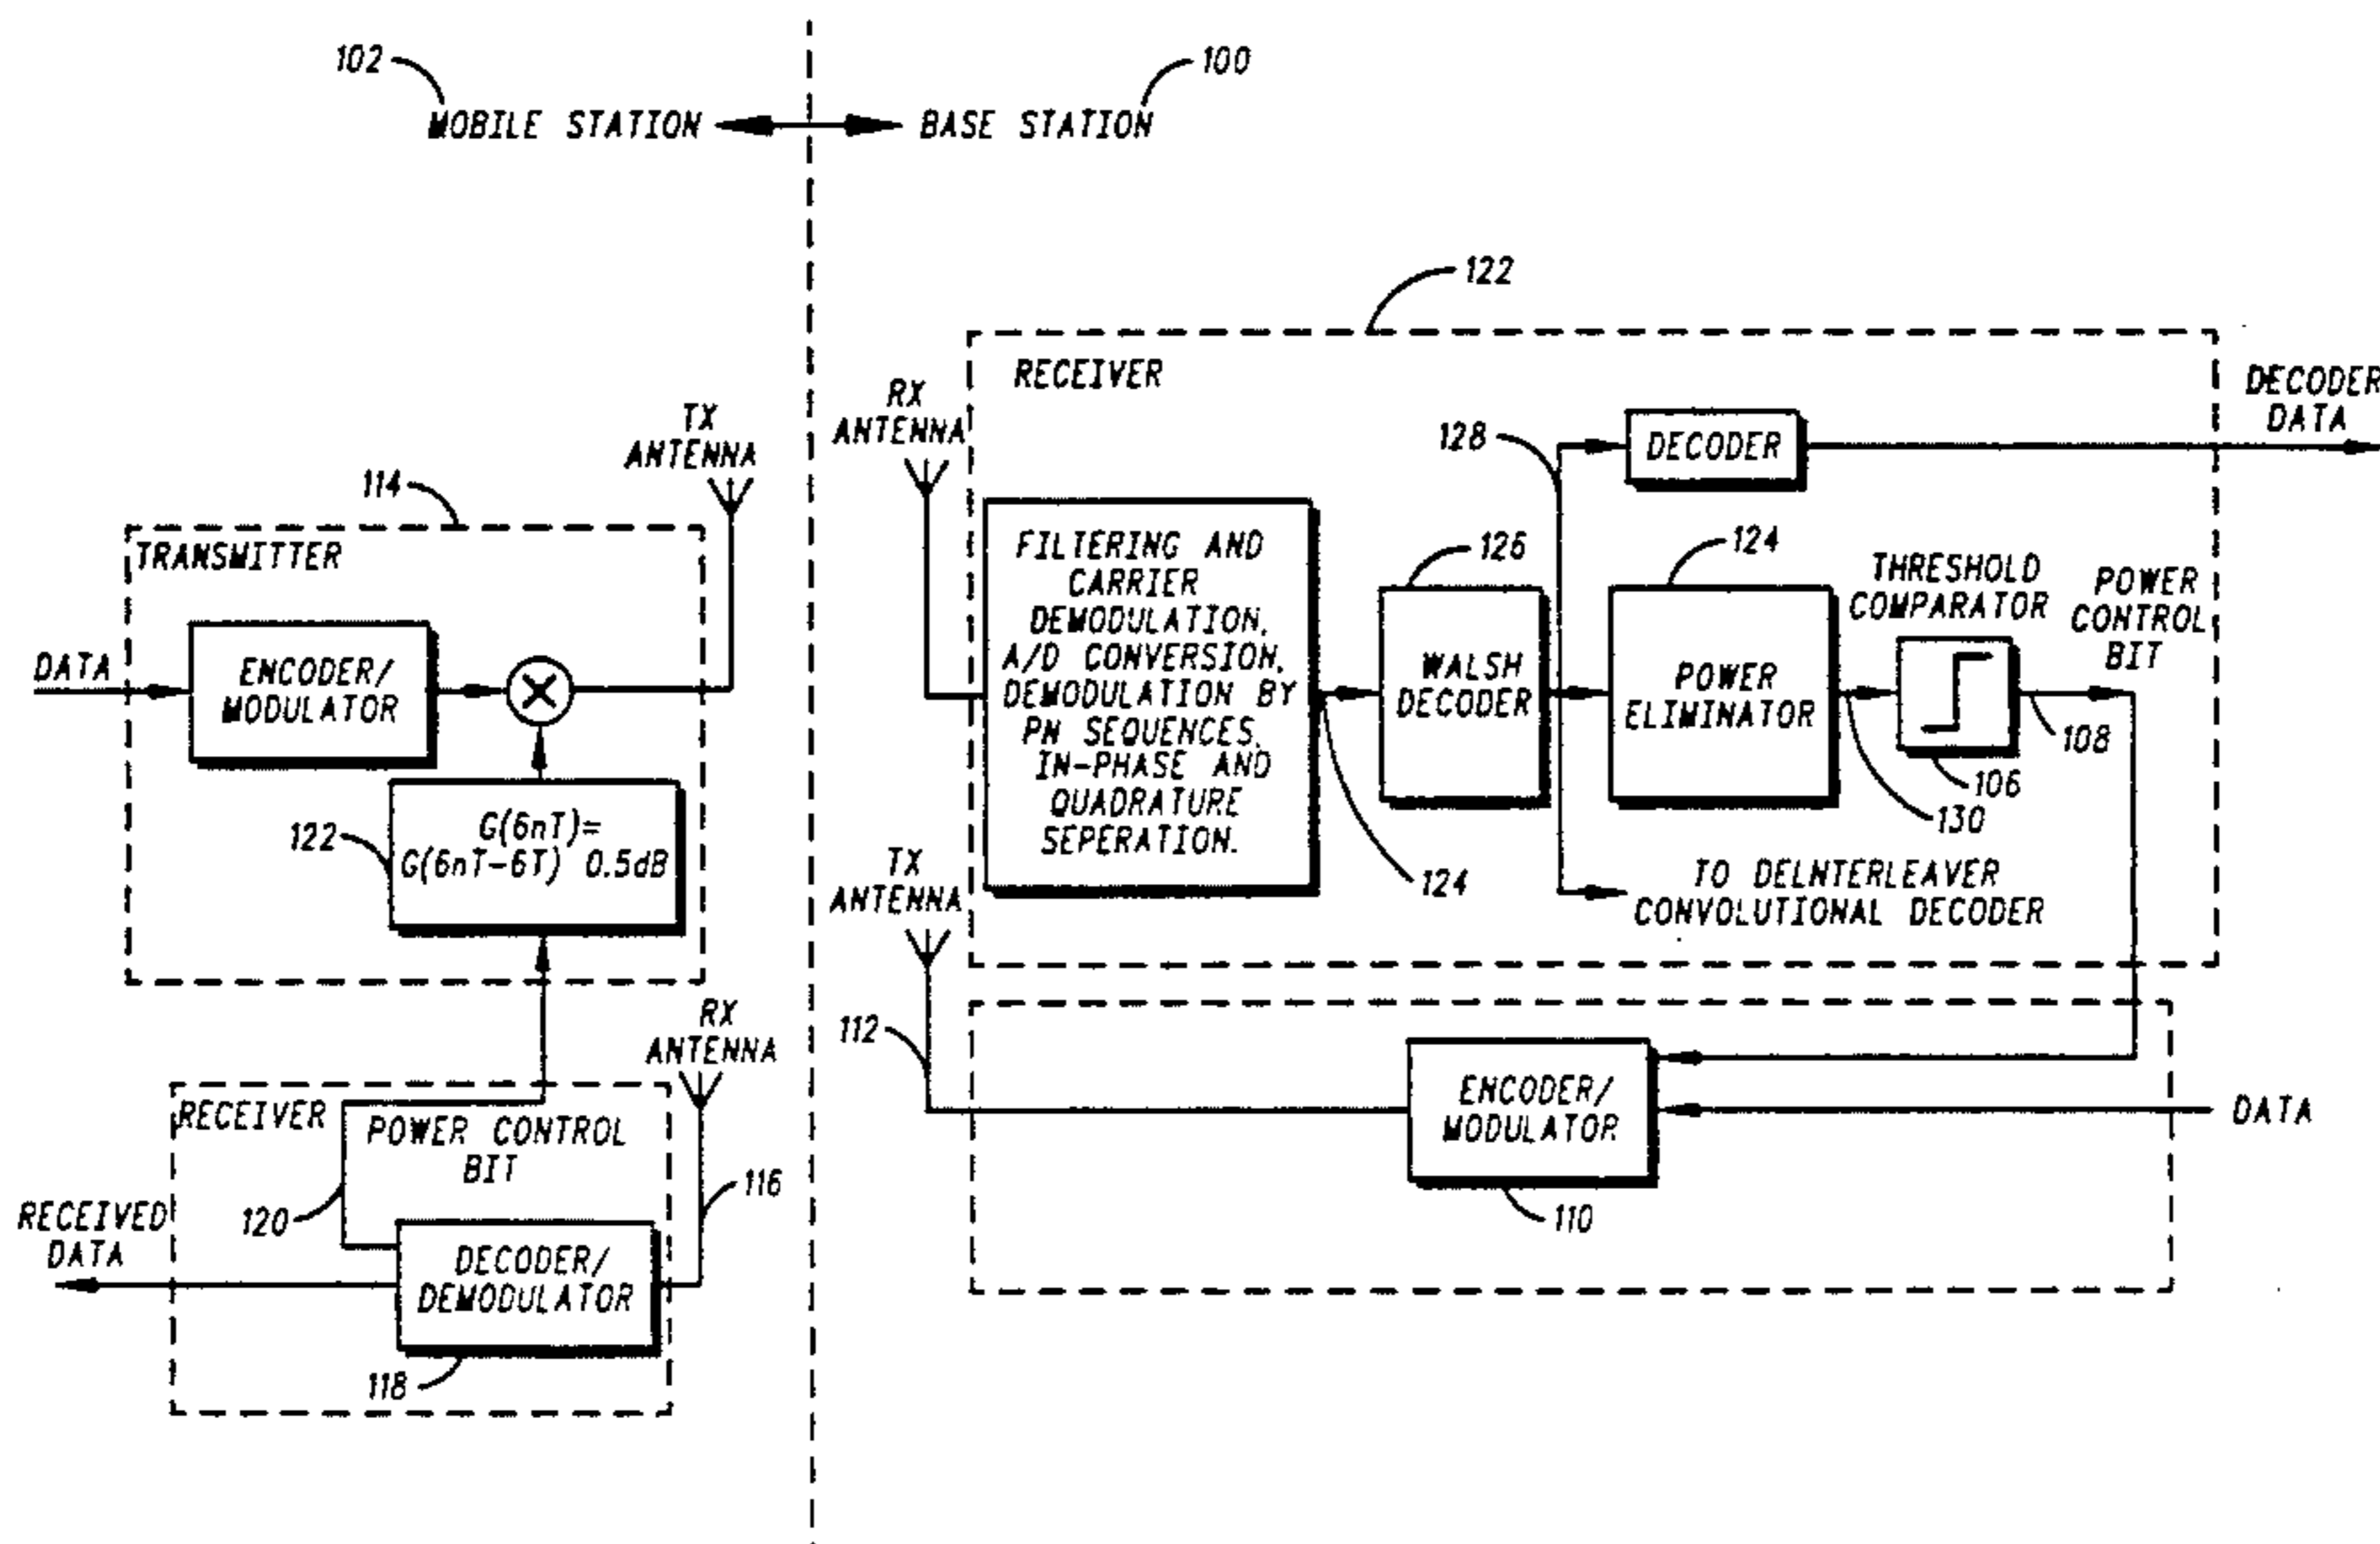 102
MOBILE STATION
100
BASE STATION
114
TRANSMITTER
TX
ANTENNA
DATA
ENCODER/
MODULATOR
122
G(6nT)=
G(6nT-6T) 0.5dB
RX
ANTENNA
116
RECEIVER
POWER CONTROL
BIT
120
RECEIVED
DATA
DECODER/
DEMODULATOR
118
122
RECEIVER
RX
ANTENNA
FILTERING AND
CARRIER
DEMODULATION,
A/D CONVERSION,
DEMODULATION BY
PN SEQUENCES,
IN-PHASE AND
QUADRATURE
SEPERATION.
124
126
WALSH
DECODER
128
DECODER
DECODER
DATA
124
POWER
ELIMINATOR
130
THRESHOLD
COMPARATOR
106
POWER
CONTROL
BIT
108
TO DELNTERLEAVER
CONVOLUTIONAL DECODER
TX
ANTENNA
112
ENCODER/
MODULATOR
110
DATA